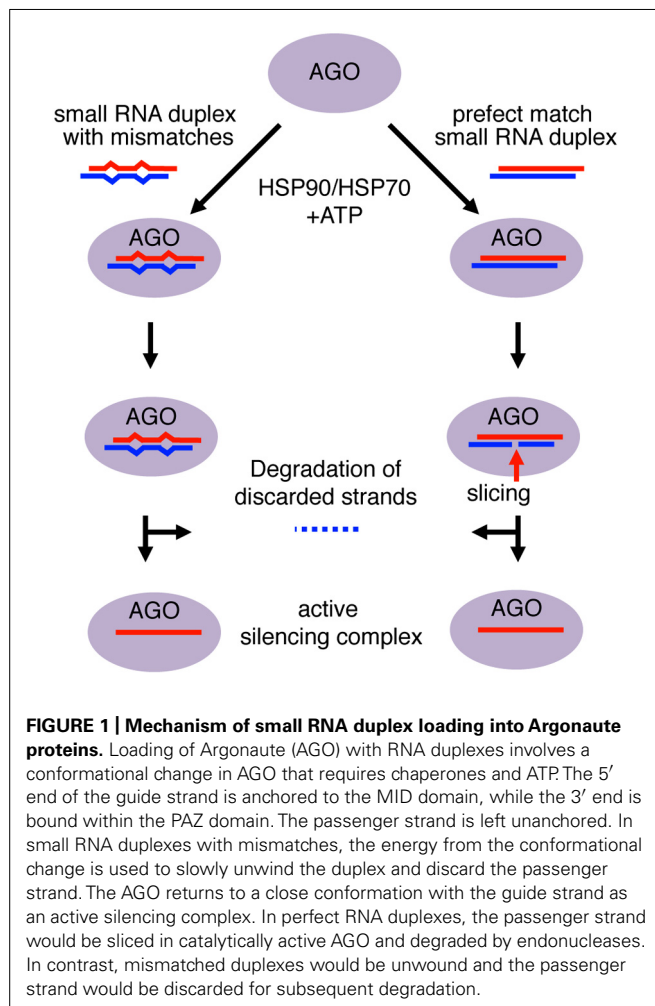 AGO
small RNA duplex
with mismatches
prefect match
small RNA duplex
HSP90/HSP70
+ATP
AGO
AGO
AGO
AGO
slicing
Degradation of
discarded strands
AGO
active
silencing complex
AGO
FIGURE 1 | Mechanism of small RNA duplex loading into Argonaute
proteins. Loading of Argonaute (AGO) with RNA duplexes involves a
conformational change in AGO that requires chaperones and ATP. The 5′
end of the guide strand is anchored to the MID domain, while the 3′ end is
bound within the PAZ domain. The passenger strand is left unanchored. In
small RNA duplexes with mismatches, the energy from the conformational
change is used to slowly unwind the duplex and discard the passenger
strand. The AGO returns to a close conformation with the guide strand as
an active silencing complex. In perfect RNA duplexes, the passenger strand
would be sliced in catalytically active AGO and degraded by endonucleases.
In contrast, mismatched duplexes would be unwound and the passenger
strand would be discarded for subsequent degradation.